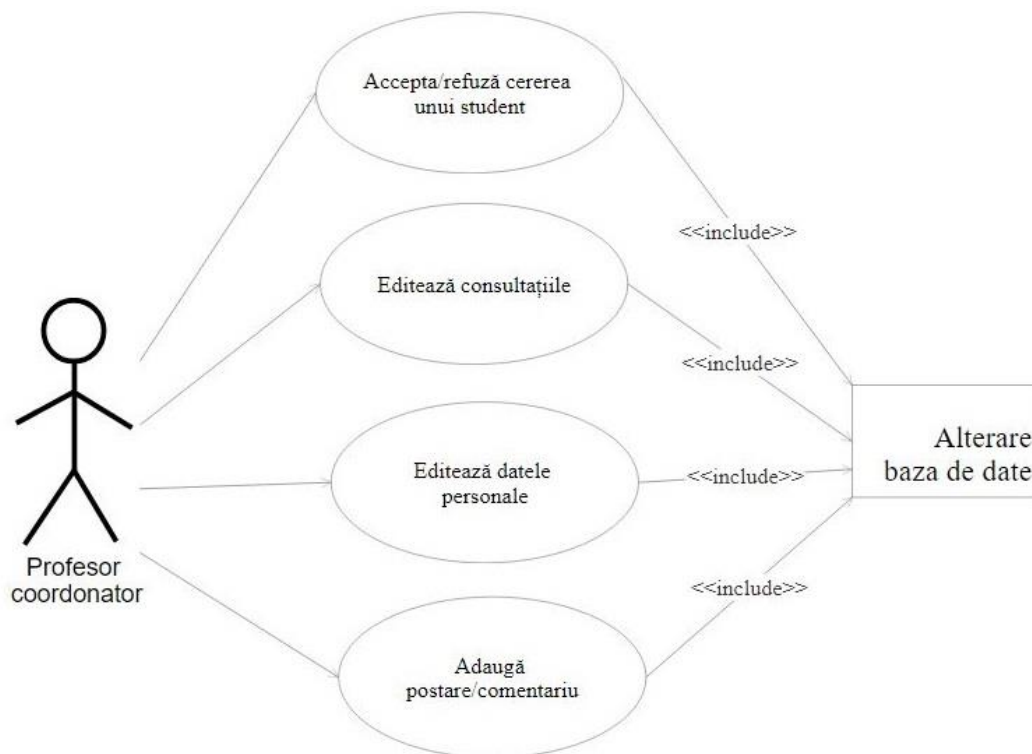 Accepta/refuză cererea
unui student
<<include>>
Editează consultațiile
<<include>>
Alterare
baza de date
Editează datele
personale
<<include>>
Profesor
coordonator
<<include>>
Adaugă
postare/comentariu